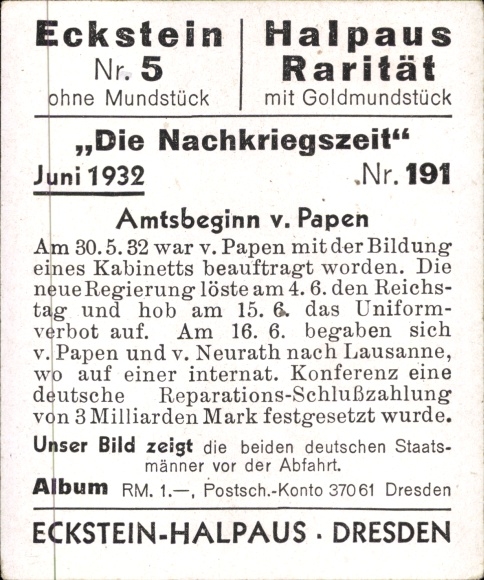 Eckstein Halpaus
Nr. 5 Rarität
ohne Mundstück mit Goldmundstück
„Die Nachkriegszeit“
Juni 1932 Nr. 191
Amtsbeginn v. Papen
Am 30. 5. 32 war v. Papen mit der Bildung
eines Kabinetts beauftragt worden. Die
neue Regierung löste am 4. 6. den Reichs-
tag und hob am 15. 6. das Uniform-
verbot auf. Am 16. 6. begaben sich
v. Papen und v. Neurath nach Lausanne,
wo auf einer internat. Konferenz eine
deutsche Reparations-Schlußzahlung
von 3 Milliarden Mark festgesetzt wurde.
Unser Bild zeigt die beiden deutschen Staats-
männer vor der Abfahrt.
Album RM. 1.—, Postsch.-Konto 37061 Dresden
ECKSTEIN-HALPAUS · DRESDEN